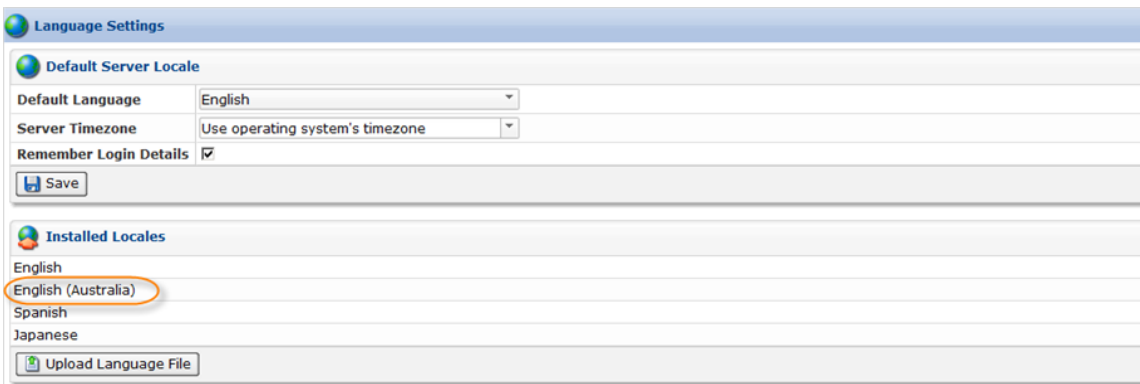 Language Settings
Default Server Locale
Default Language English
Server Timezone Use operating system's timezone
Remember Login Details
Save
Installed Locales
English
English (Australia)
Spanish
Japanese
Upload Language File